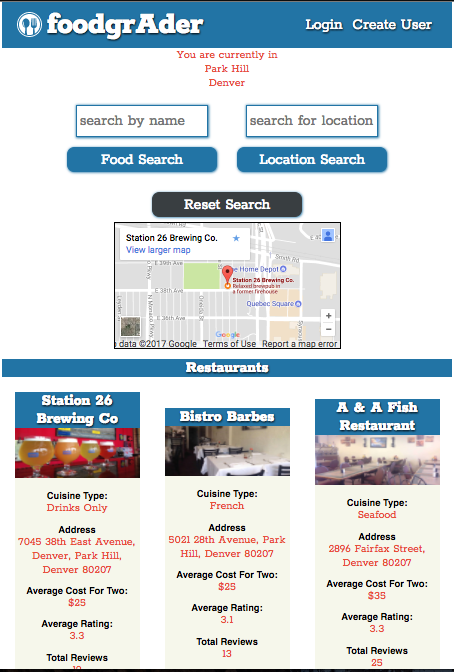 foodgrAder
Login Create User
You are currently in
Park Hill
Denver
search by name
search for location
Food Search
Location Search
Reset Search
Station 26 Brewing Co.
View larger map
E 39th Ave
Smith Rd
e Home Depot
Station 26 Brewing Co.
Relaxed brewpub in
a former firehouse
E 38th Ave
Quebec Square
N Monaco Pkwy
E 36th Ave
Google
data ©2017 Google Terms of Use Report a map error
Restaurants
Station 26
Brewing Co
Cuisine Type:
Drinks Only
Address
7045 38th East Avenue,
Denver, Park Hill,
Denver 80207
Average Cost For Two:
$25
Average Rating:
3.3
Total Reviews
Bistro Barbes
Cuisine Type:
French
Address
5021 28th Avenue, Park
Hill, Denver 80207
Average Cost For Two:
$25
Average Rating:
3.1
Total Reviews
13
A & A Fish
Restaurant
Cuisine Type:
Seafood
Address
2896 Fairfax Street,
Denver 80207
Average Cost For Two:
$35
Average Rating:
3.3
Total Reviews
25